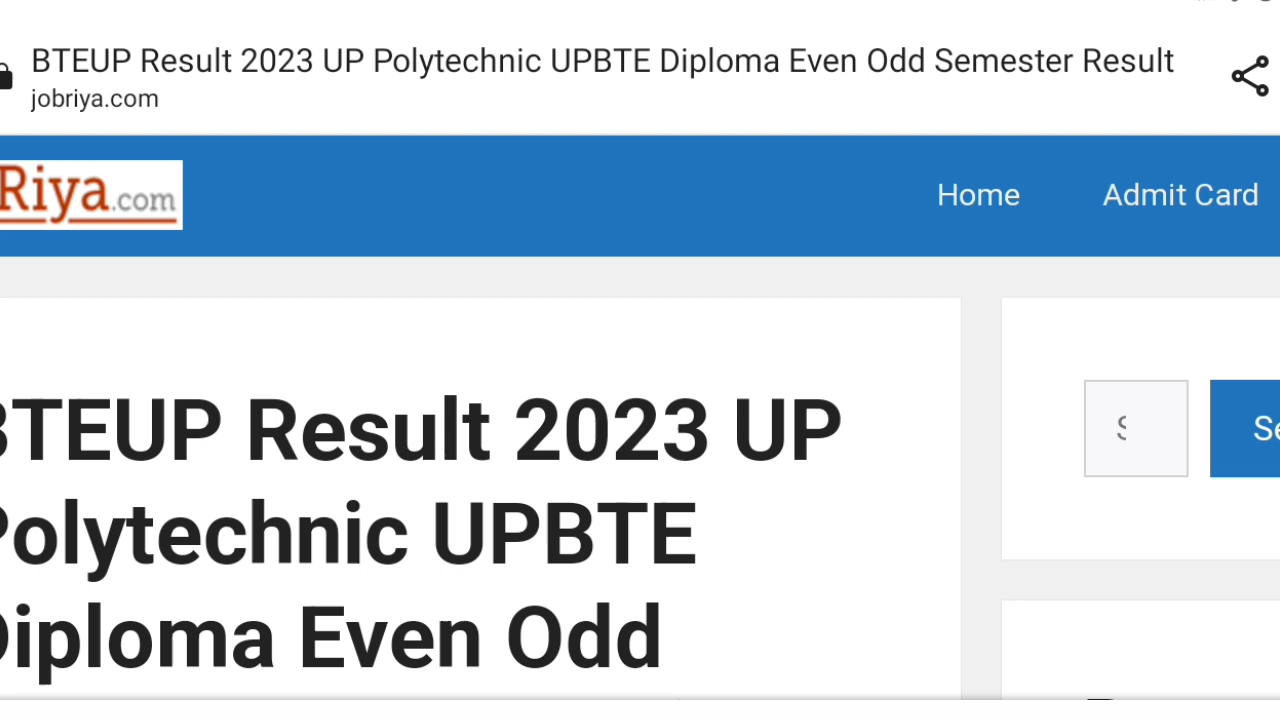 BTEUP Result 2023 UP Polytechnic UPBTE Diploma Even Odd Semester Result
jobriya.com
Riya.com
Home
Admit Card
BTEUP Result 2023 UP
Polytechnic UPBTE
Diploma Even Odd
S
Se